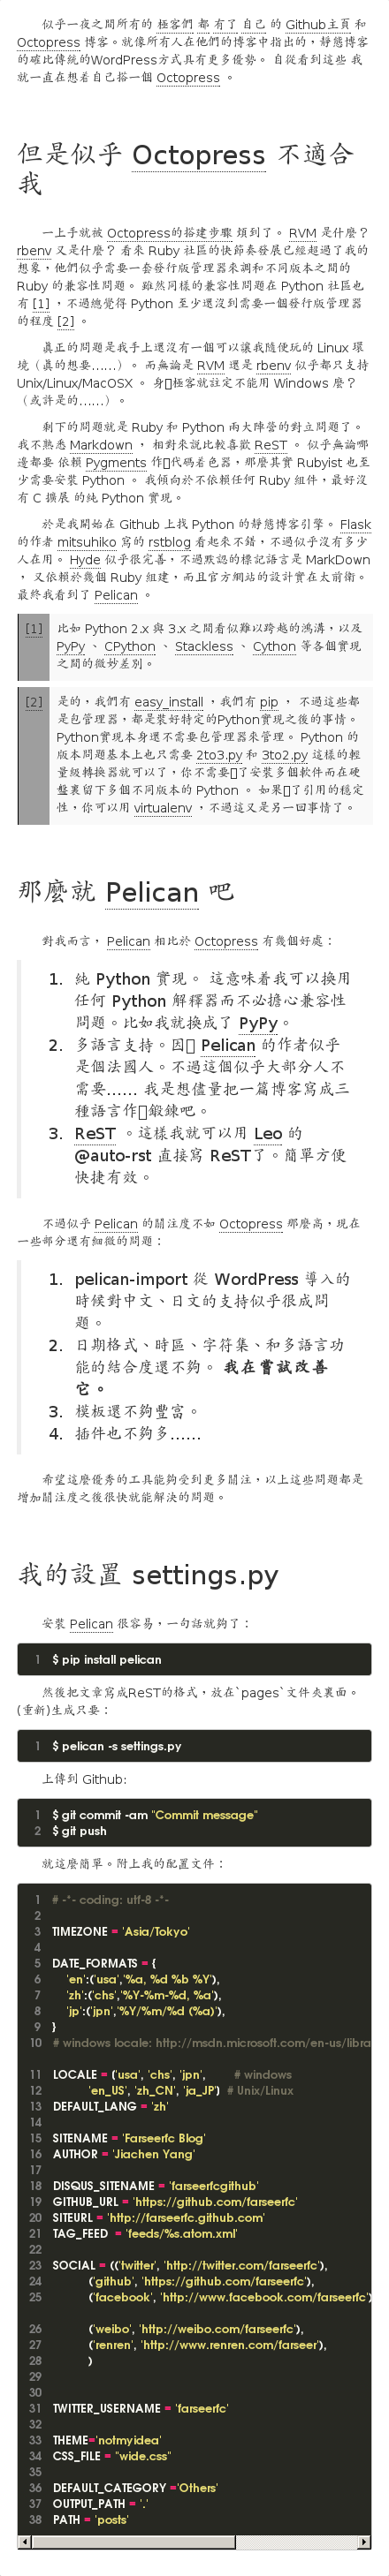 似乎一夜之間所有的 極客們 都 有了 自己 的 Github主頁 和
Octopress 博客。就像所有人在他們的博客中指出的，靜態博客
的確比傳統的WordPress方式具有更多優勢。 自從看到這些 我
就一直在想着自己搭一個 Octopress 。
但是似乎 Octopress 不適合
我
一上手就被 Octopress的搭建步驟 煩到了。 RVM 是什麼？
rbenv 又是什麼？ 看來 Ruby 社區的快節奏發展已經超過了我的
想象，他們似乎需要一套發行版管理器來調和不同版本之間的
Ruby 的兼容性問題。 雖然同樣的兼容性問題在 Python 社區也
有 [1] ，不過總覺得 Python 至少還沒到需要一個發行版管理器
的程度 [2] 。
真正的問題是我手上還沒有一個可以讓我隨便玩的 Linux 環
境（真的想要……）。 而無論是 RVM 還是 rbenv 似乎都只支持
Unix/Linux/MacOSX 。 身▯極客就註定不能用 Windows 麼？
（或許是的……）。
剩下的問題就是 Ruby 和 Python 兩大陣營的對立問題了。
我不熟悉 Markdown ， 相對來說比較喜歡 ReST 。 似乎無論哪
邊都要 依賴 Pygments 作▯代码着色器，那麼其實 Rubyist 也至
少需要安裝 Python 。 我傾向於不依賴任何 Ruby 組件，最好沒
有 C 擴展 的純 Python 實現。
於是我開始在 Github 上找 Python 的靜態博客引擎。 Flask
的作者 mitsuhiko 寫的 rstblog 看起來不錯，不過似乎沒有多少
人在用。 Hyde 似乎很完善，不過默認的標記語言是 MarkDown
， 又依賴於幾個 Ruby 組建，而且官方網站的設計實在太前衛。
最終我看到了 Pelican 。
[1] 比如 Python 2.x 與 3.x 之間看似難以跨越的鴻溝，以及
PyPy 、 CPython 、 Stackless 、 Cython 等各個實現
之間的微妙差別。
[2] 是的，我們有 easy_install ，我們有 pip ， 不過這些都
是包管理器，都是裝好特定的Python實現之後的事情。
Python實現本身還不需要包管理器來管理。 Python 的
版本問題基本上也只需要 2to3.py 和 3to2.py 這樣的輕
量級轉換器就可以了，你不需要▯了安裝多個軟件而在硬
盤裏留下多個不同版本的 Python 。 如果▯了引用的穩定
性，你可以用 virtualenv ，不過這又是另一回事情了。
那麼就 Pelican 吧
對我而言， Pelican 相比於 Octopress 有幾個好處：
1. 純 Python 實現。 這意味着我可以換用
任何 Python 解釋器而不必擔心兼容性
問題。比如我就換成了 PyPy。
2. 多語言支持。因▯ Pelican 的作者似乎
是個法國人。不過這個似乎大部分人不
需要…… 我是想儘量把一篇博客寫成三
種語言作▯鍛鍊吧。
3. ReST 。這樣我就可以用 Leo 的
@auto-rst 直接寫 ReST了。簡單方便
快捷有效。
不過似乎 Pelican 的關注度不如 Octopress 那麼高，現在
一些部分還有細微的問題：
1. pelican-import 從 WordPress 導入的
時候對中文、日文的支持似乎很成問
題。
2. 日期格式、時區、字符集、和多語言功
能的結合度還不夠。 我在嘗試改善
它。
3. 模板還不夠豐富。
4. 插件也不夠多……
希望這麼優秀的工具能夠受到更多關注，以上這些問題都是
增加關注度之後很快就能解決的問題。
我的設置 settings.py
安裝 Pelican 很容易，一句話就夠了：
1 $ pip install pelican
然後把文章寫成ReST的格式，放在`pages`文件夾裏面。
(重新)生成只要：
1 $ pelican -s settings.py
上傳到 Github:
1 $ git commit -am "Commit message"
2 $ git push
就這麼簡單。附上我的配置文件：
1 # -*- coding: utf-8 -*-
2
3 TIMEZONE = 'Asia/Tokyo'
4
5 DATE_FORMATS = {
6 'en':('usa','%a, %d %b %Y'),
7 'zh':('chs','%Y-%m-%d, %a'),
8 'jp':('jpn','%Y/%m/%d (%a)'),
9 }
10 # windows locale: http://msdn.microsoft.com/en-us/libra
11 LOCALE = ['usa', 'chs', 'jpn', # windows
12 'en_US', 'zh_CN', 'ja_JP'] # Unix/Linux
13 DEFAULT_LANG = 'zh'
14
15 SITENAME = 'Farseerfc Blog'
16 AUTHOR = 'Jiachen Yang'
17
18 DISQUS_SITENAME = 'farseerfcgithub'
19 GITHUB_URL = 'https://github.com/farseerfc'
20 SITEURL = 'http://farseerfc.github.com'
21 TAG_FEED = 'feeds/%s.atom.xml'
22
23 SOCIAL = (('twitter', 'http://twitter.com/farseerfc'),
24 ('github', 'https://github.com/farseerfc'),
25 ('facebook', 'http://www.facebook.com/farseerfc')
26 ('weibo', 'http://weibo.com/farseerfc'),
27 ('renren', 'http://www.renren.com/farseer'),
28 )
29
30
31 TWITTER_USERNAME = 'farseerfc'
32
33 THEME='notmyidea'
34 CSS_FILE = "wide.css"
35
36 DEFAULT_CATEGORY ='Others'
37 OUTPUT_PATH = '.'
38 PATH = 'posts'